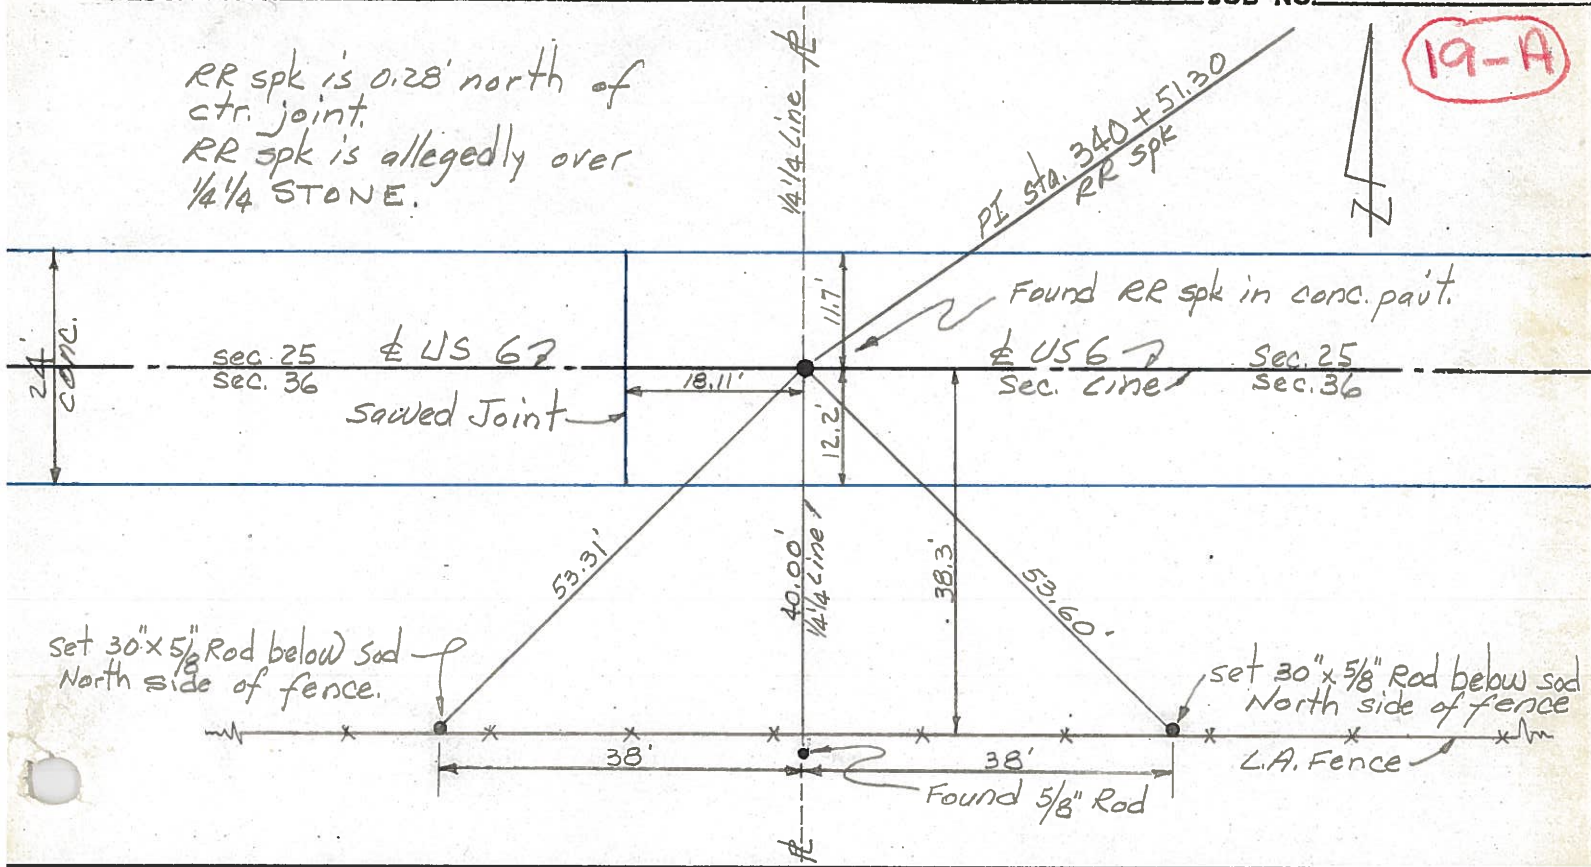 JOB NO.
19-A
RR spk is 0.28' north of
ctr. joint.
RR spk is allegedly over
1/4 1/4 STONE.
1/4 1/4 Line ⅊
PI sta. 340 + 51.30
RR spk
N
24'
conc.
sec. 25
sec. 36
℄ US 6
Sawed Joint
18.11'
11.7'
12.2'
Found RR spk in conc. pav't.
℄ US 6
Sec. Line
Sec. 25
Sec. 36
53.31'
40.00'
1/4 1/4 Line
38.3'
53.60'
set 30" x 5/8" Rod below sod
North side of fence.
set 30" x 5/8" Rod below sod
North side of fence
38'
38'
L.A. Fence
Found 5/8" Rod
⅊